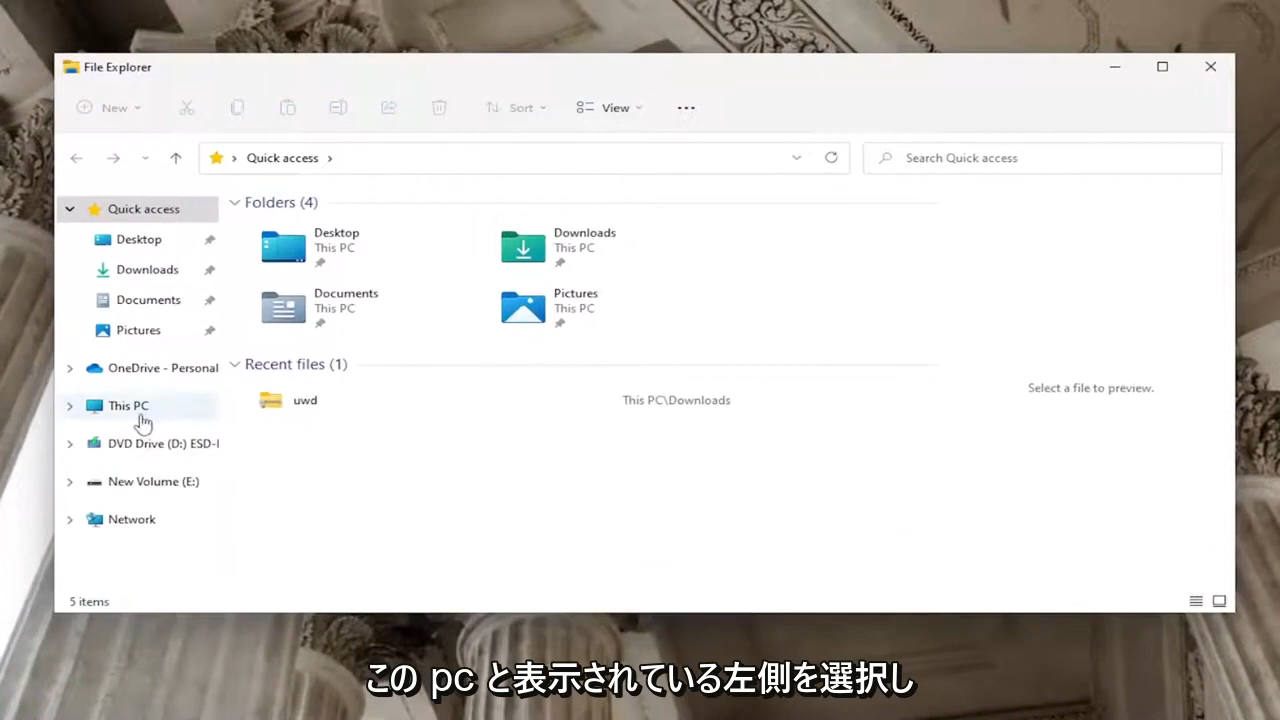 File Explorer
New
Sort
View
Quick access
Search Quick access
Quick access
Desktop
Downloads
Documents
Pictures
OneDrive - Personal
This PC
DVD Drive (D:) ESD-I
New Volume (E:)
Network
Folders (4)
Desktop
This PC
Downloads
This PC
Documents
This PC
Pictures
This PC
Recent files (1)
uwd
This PC\Downloads
Select a file to preview.
5 items
この pc と表示されている左側を選択し